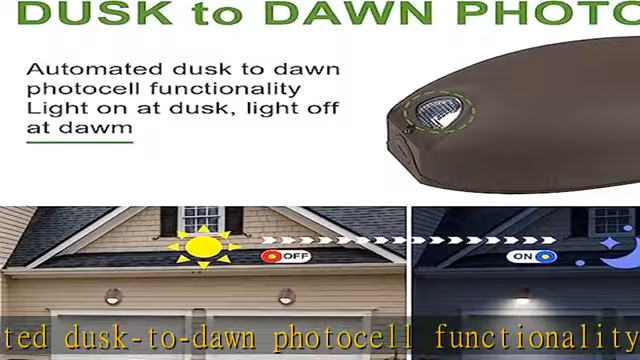 DUSK to DAWN PHOTO
Automated dusk to dawn
photocell functionality
Light on at dusk, light off
at dawm
OFF
ON
ted dusk-to-dawn photocell functionality